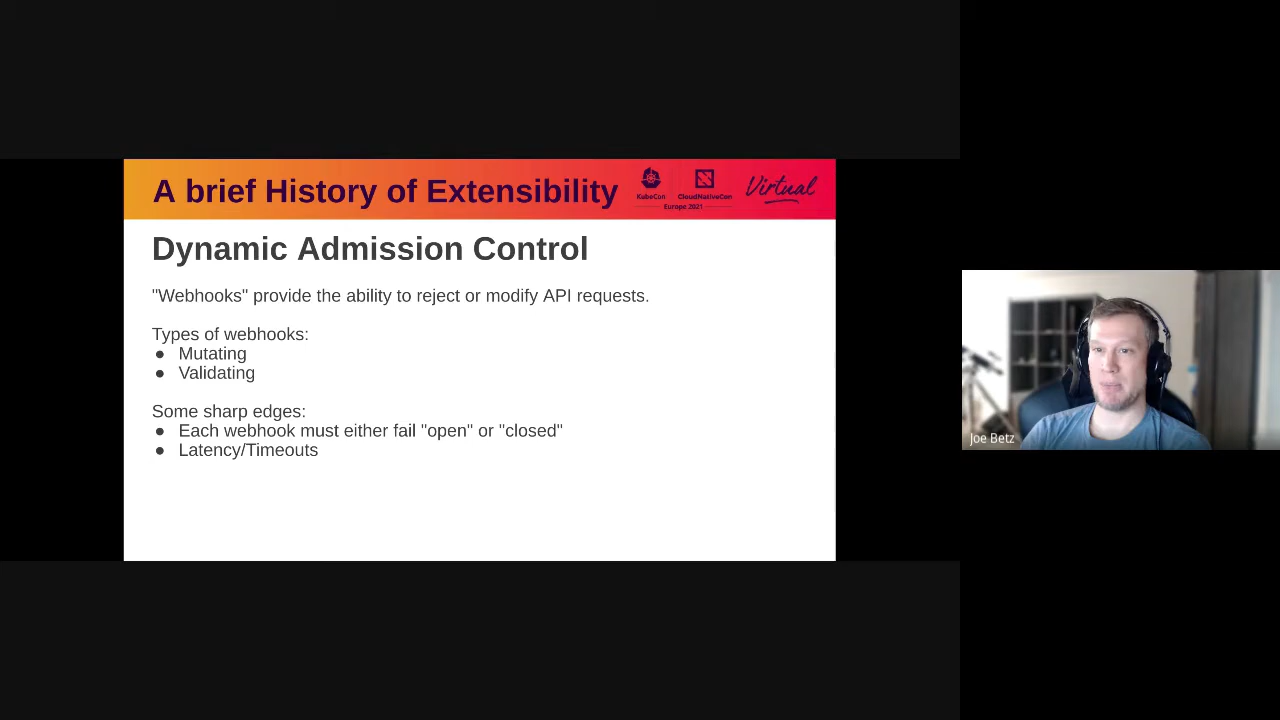 A brief History of Extensibility
KubeCon
CloudNativeCon
Europe 2021
Virtual
Dynamic Admission Control
"Webhooks" provide the ability to reject or modify API requests.
Types of webhooks:
● Mutating
● Validating
Some sharp edges:
● Each webhook must either fail "open" or "closed"
● Latency/Timeouts
Joe Betz